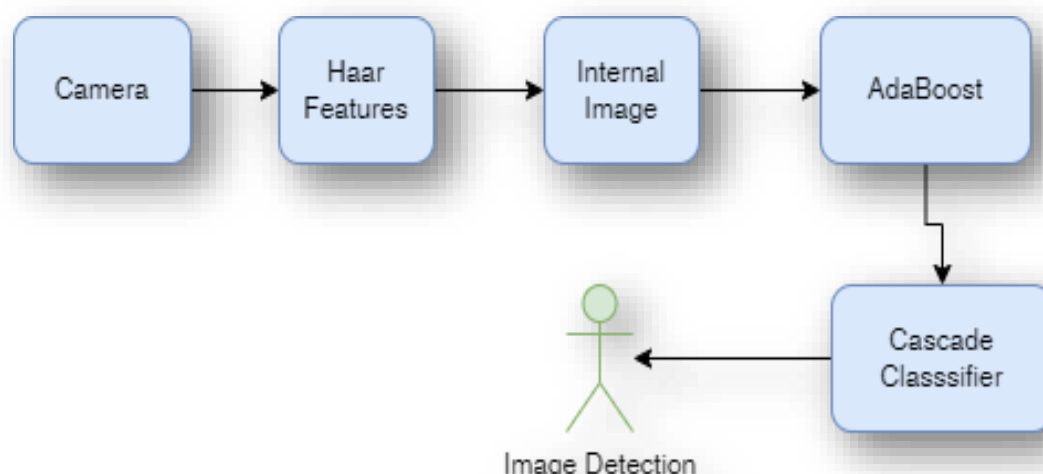 Camera
Haar
Features
Internal
Image
AdaBoost
Cascade
Classsifier
Image Detection